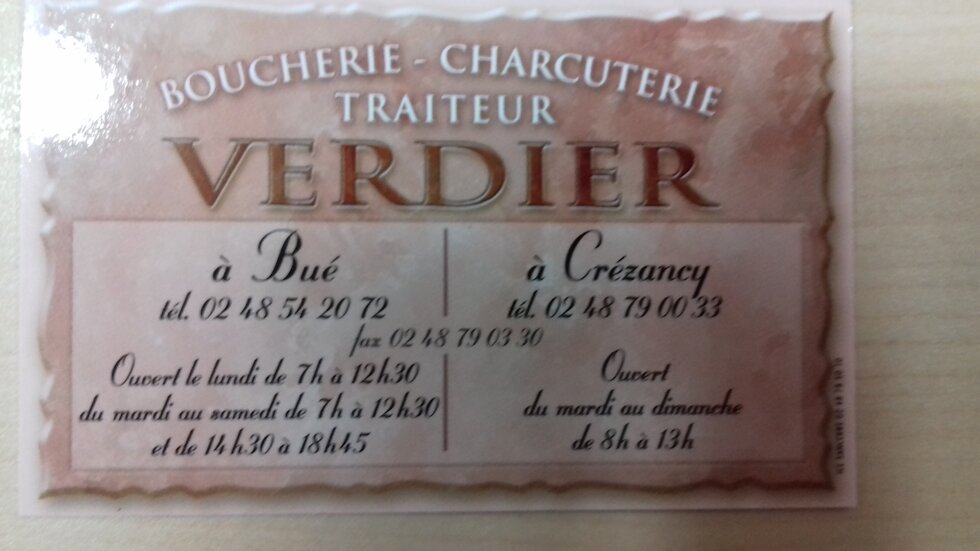 BOUCHERIE - CHARCUTERIE
TRAITEUR
VERDIER
à Bué
tél. 02 48 54 20 72
à Crézancy
tél. 02 48 79 00 33
fax 02 48 79 03 30
Ouvert le lundi de 7h à 12h30
du mardi au samedi de 7h à 12h30
et de 14h30 à 18h45
Ouvert
du mardi au dimanche
de 8h à 13h